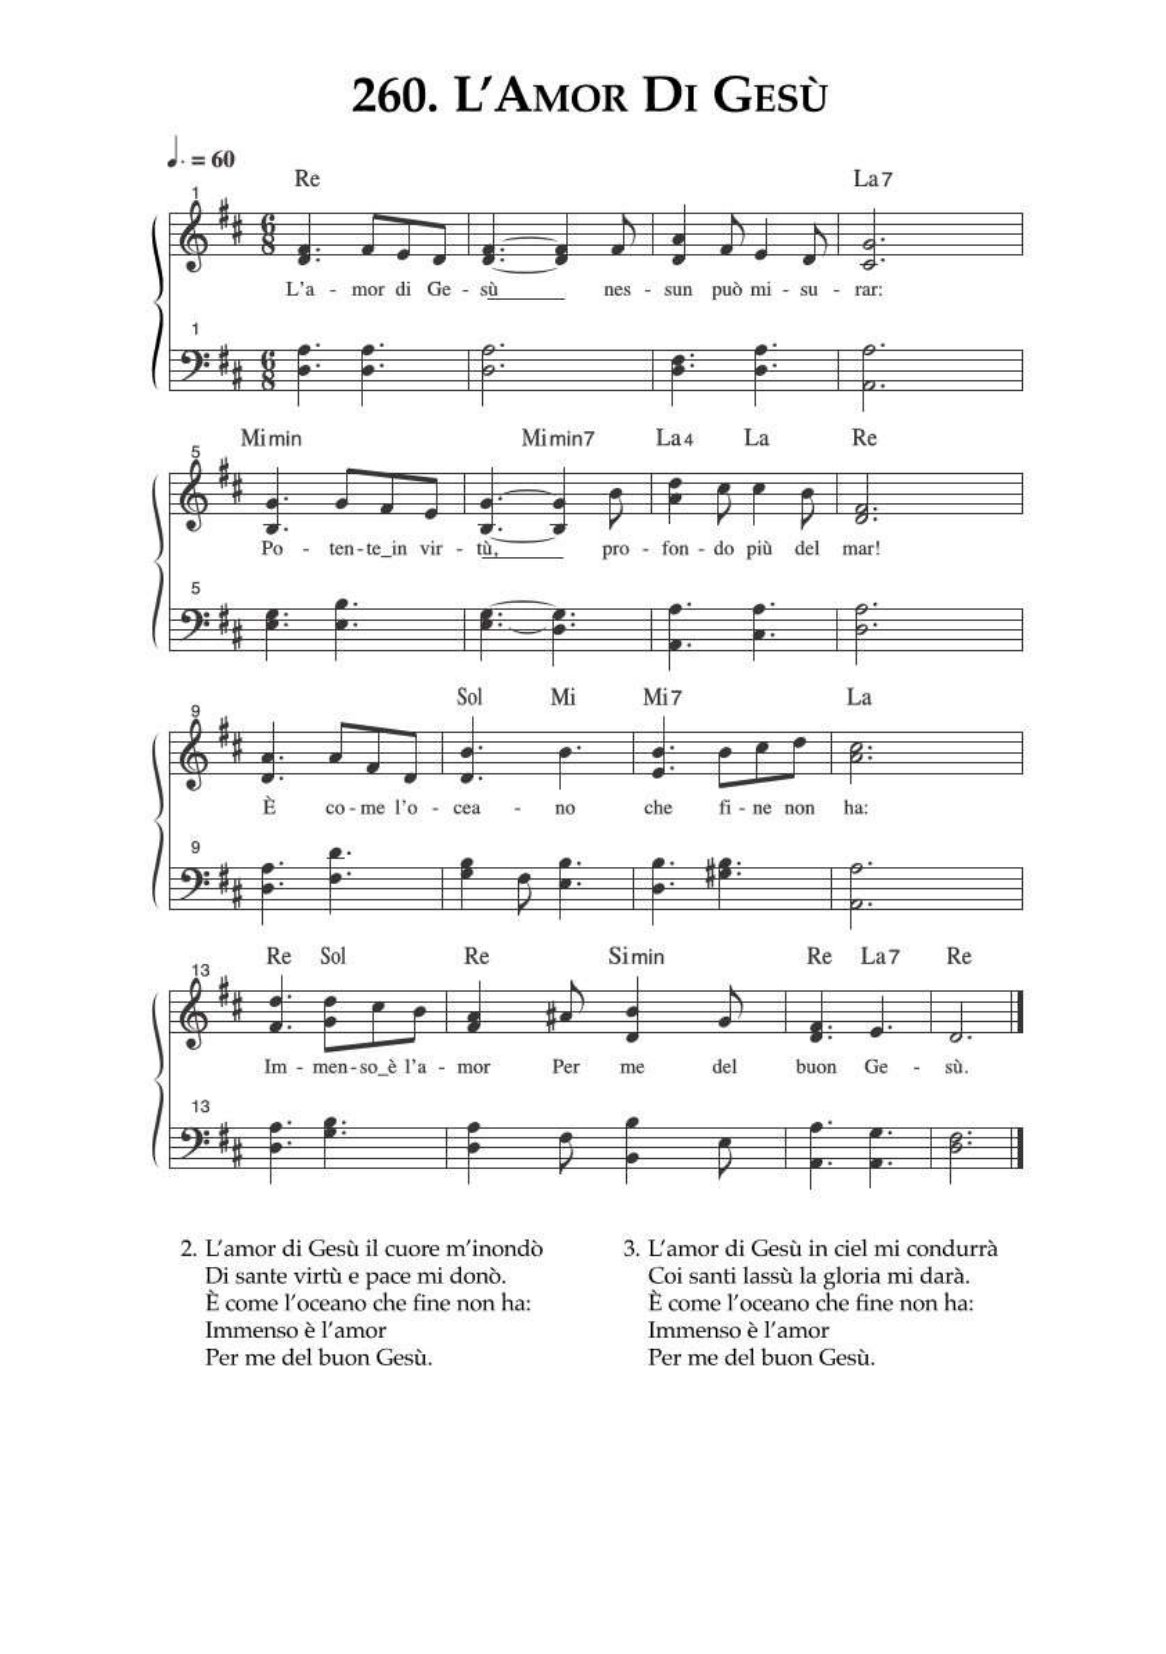 260. L'Amor Di Gesù
♩. = 60
Re La7
1
6 8
L'a - mor di Ge - sù nes - sun può mi - su - rar:
1
6 8
Mimin Mimin7 La4 La Re
5
Po - ten - te_in vir - tù, pro - fon - do più del mar!
5
Sol Mi Mi7 La
9
È co - me l'o - cea - no che fi - ne non ha:
9
Re Sol Re Simin Re La7 Re
13
Im - men - so_è l'a - mor Per me del buon Ge - sù.
13
2. L'amor di Gesù il cuore m'inondò
Di sante virtù e pace mi donò.
È come l'oceano che fine non ha:
Immenso è l'amor
Per me del buon Gesù.
3. L'amor di Gesù in ciel mi condurrà
Coi santi lassù la gloria mi darà.
È come l'oceano che fine non ha:
Immenso è l'amor
Per me del buon Gesù.